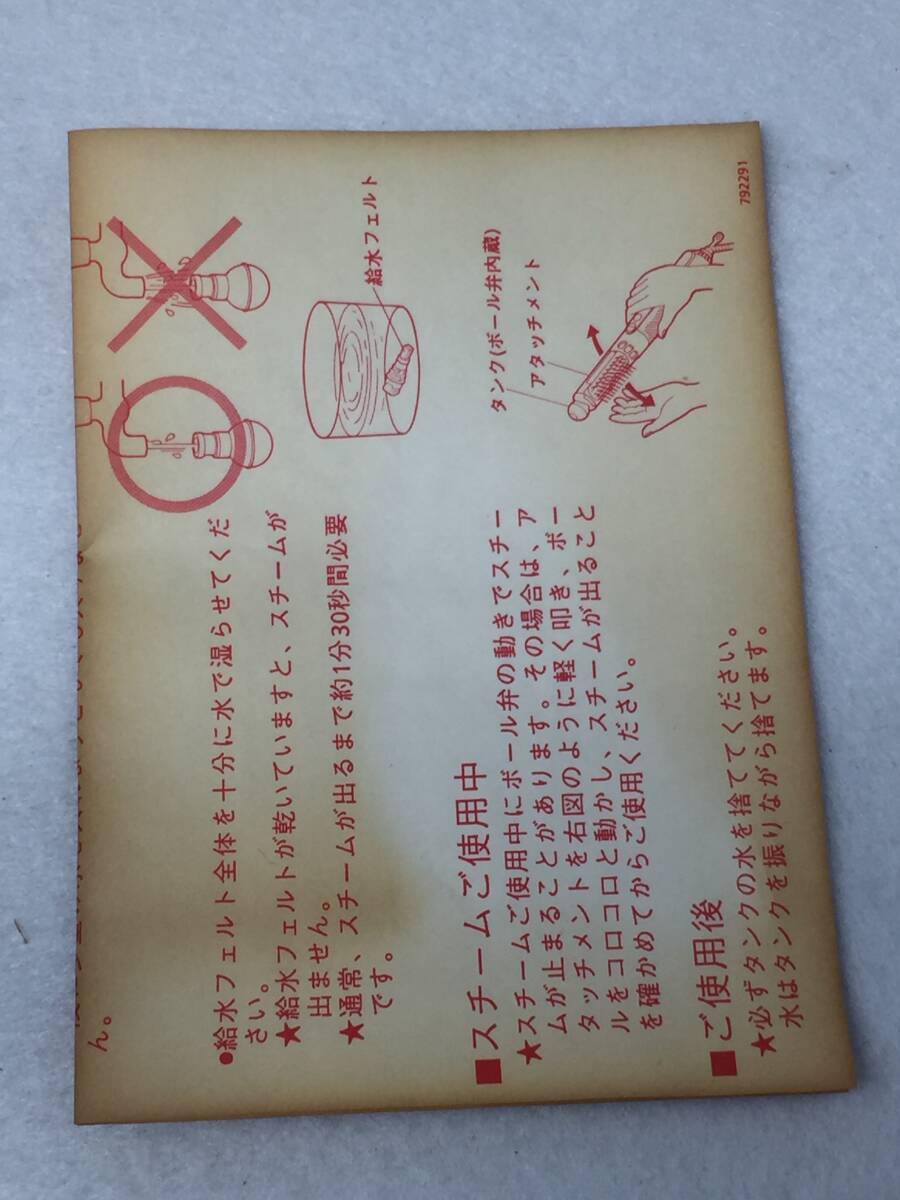 ん。
●給水フェルト全体を十分に水で湿らせてくだ
さい。
★給水フェルトが乾いていますと、スチームが
出ません。
★通常、スチームが出るまで約1分30秒間必要
です。
給水フェルト
■スチームご使用中
★スチームご使用中にボール弁の動きでスチー
ムが止まることがあります。その場合は、ア
タッチメントを右図のように軽く叩き、ボー
ルをコロコロと動かし、スチームが出ること
を確かめてからご使用ください。
タンク(ボール弁内蔵)
アタッチメント
■ご使用後
★必ずタンクの水を捨ててください。
水はタンクを振りながら捨てます。
792291